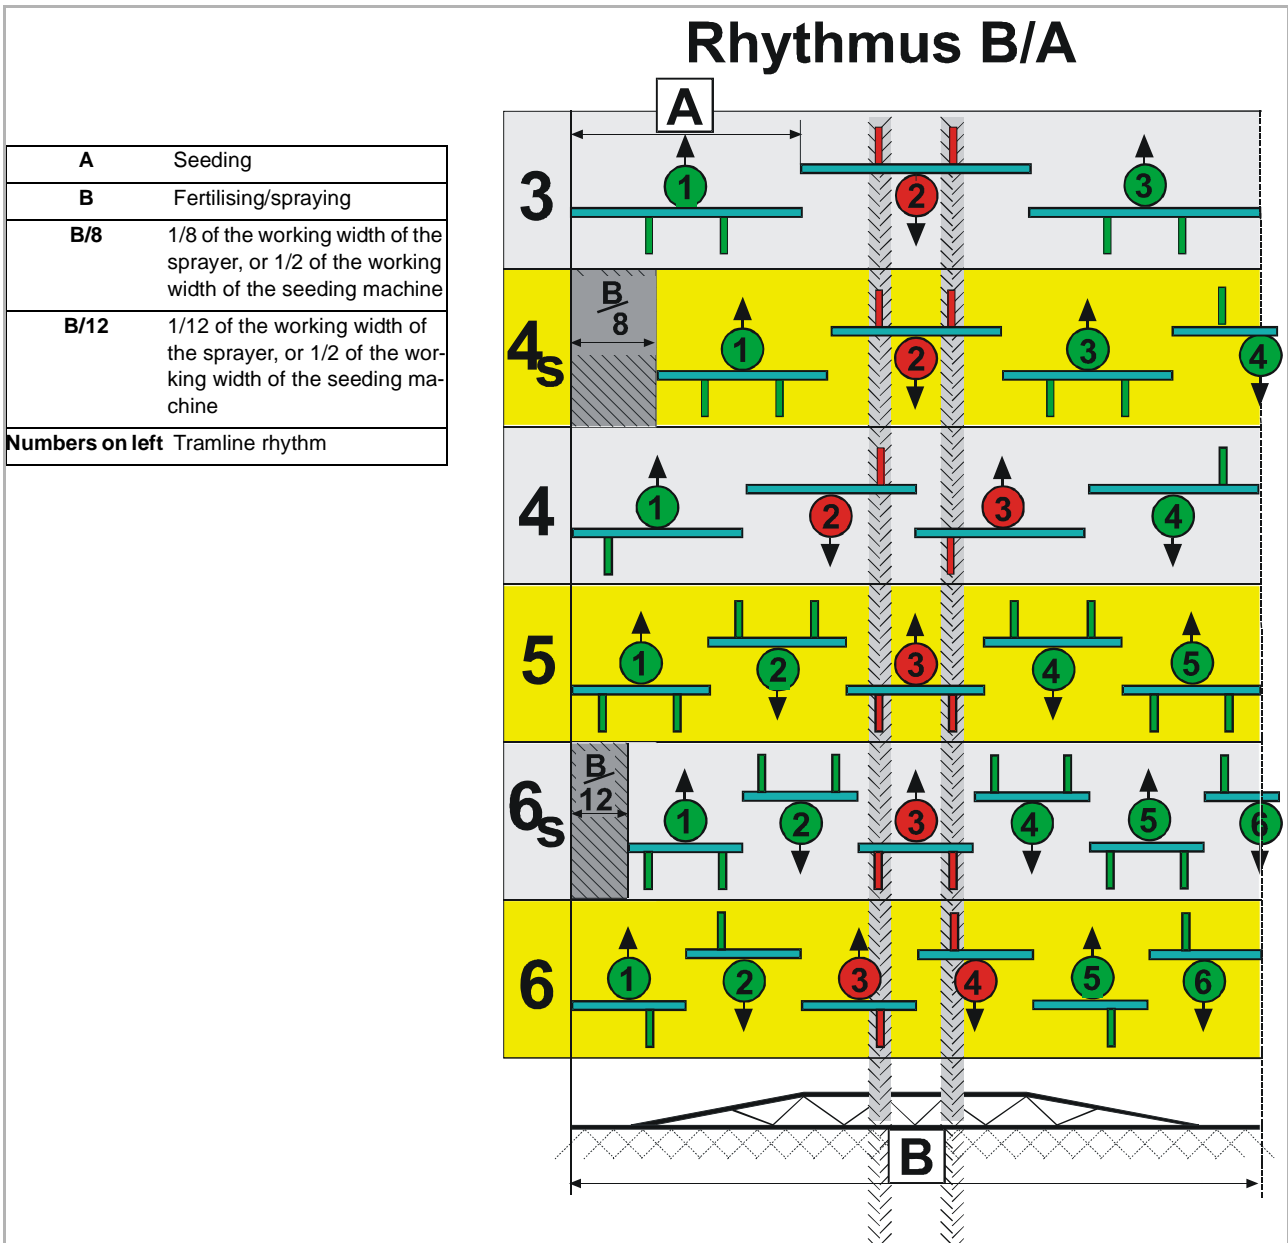 Rhythmus B/A
A Seeding
B Fertilising/spraying
B/8 1/8 of the working width of the
sprayer, or 1/2 of the working
width of the seeding machine
B/12 1/12 of the working width of
the sprayer, or 1/2 of the wor-
king width of the seeding ma-
chine
Numbers on left Tramline rhythm
A
3 1 2 3
4s B/8 1 2 3 4
4 1 2 3 4
5 1 2 3 4 5
6s B/12 1 2 3 4 5 6
6 1 2 3 4 5 6
B